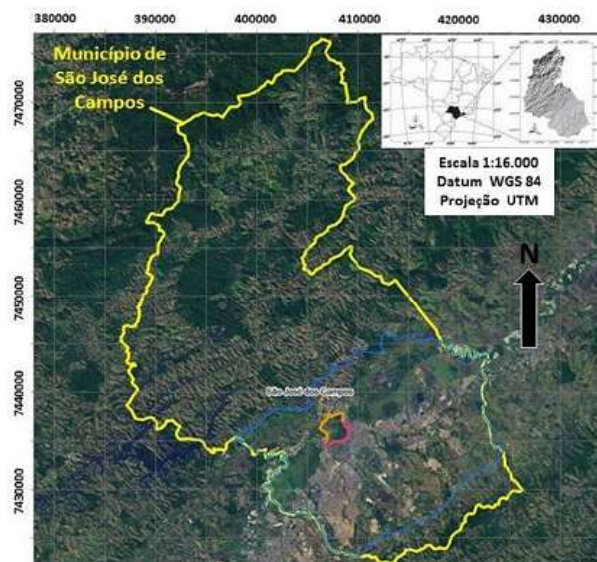 380000 390000 400000 410000 420000 430000
Município de
São José dos
Campos
Escala 1:16.000
Datum WGS 84
Projeção UTM
N
São José dos Campos
7470000
7460000
7450000
7440000
7430000